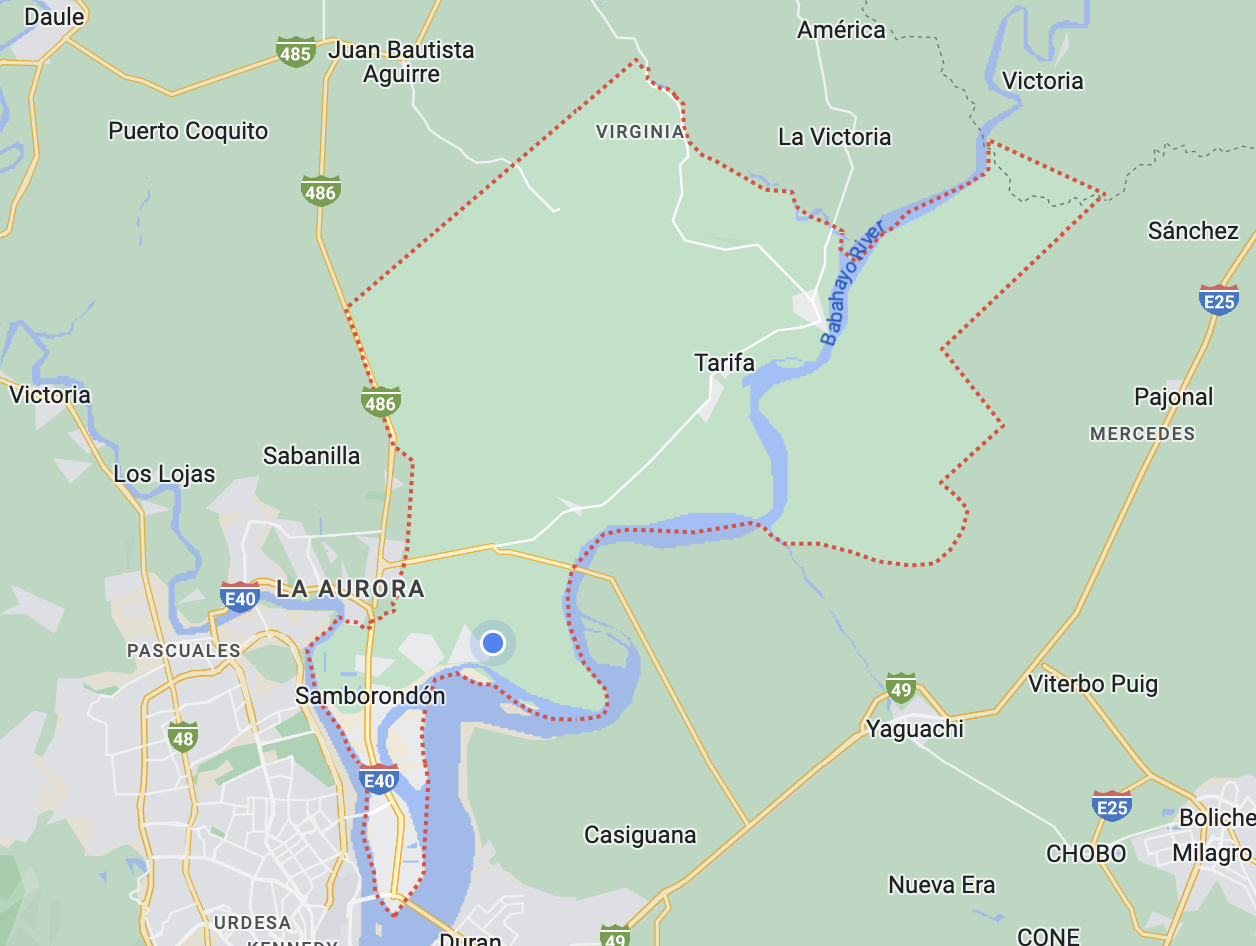 Daule
América
485
Juan Bautista
Aguirre
Victoria
Puerto Coquito
VIRGINIA
La Victoria
486
Sánchez
Babahayo River
E25
Tarifa
Victoria
486
Pajonal
MERCEDES
Sabanilla
Los Lojas
LA AURORA
E40
PASCUALES
Samborondón
49
Viterbo Puig
Yaguachi
48
E40
E25
Boliche
Casiguana
CHOBO
Milagro
Nueva Era
URDESA
KENNEDY
Duran
49
CONE